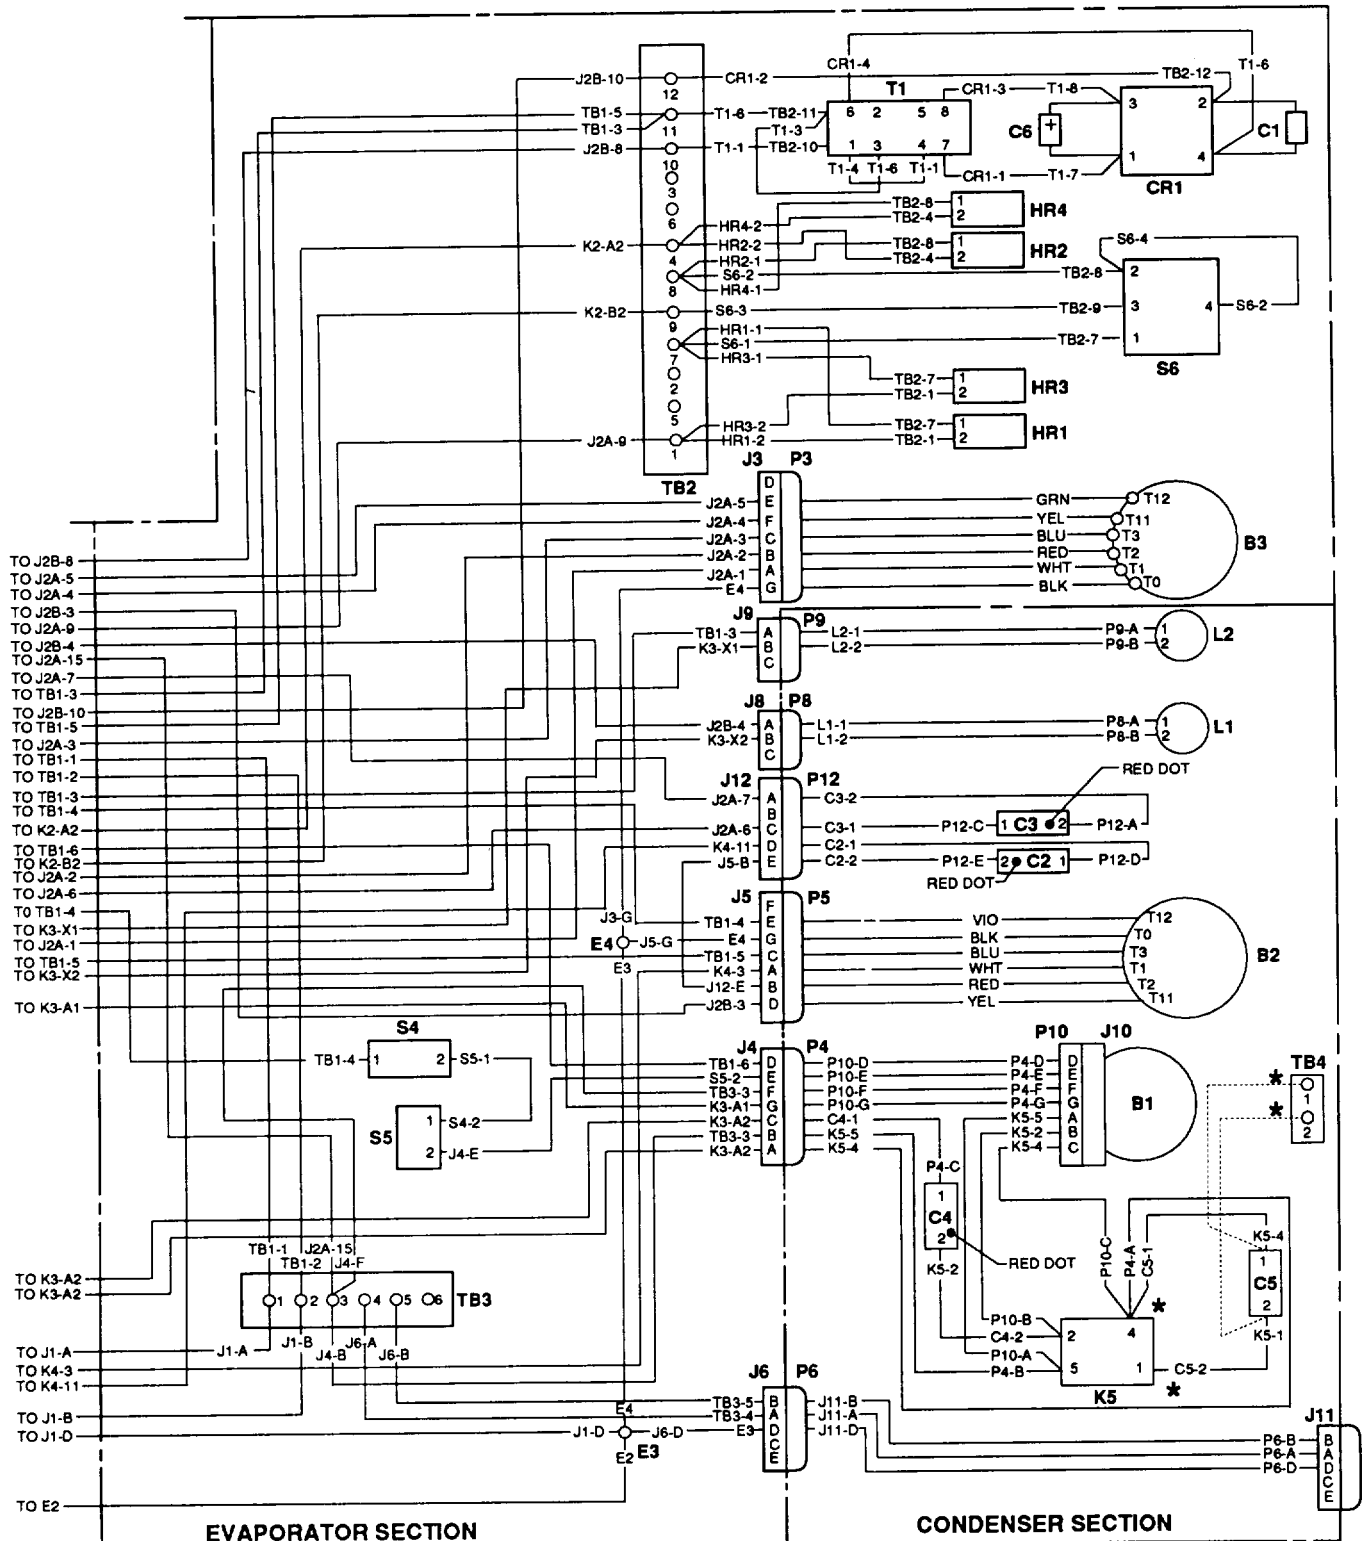 J2B-10 CR1-2 CR1-4 TB2-12 T1-6
12 T1 CR1-3 T1-8
TB1-5 T1-6 TB2-11 6 2 5 8 3 2
TB1-3 11 T1-3 C6 + C1
J2B-8 T1-1 TB2-10 1 3 4 7 1 4
10 T1-4 T1-6 T1-1 CR1-1 T1-7
3 CR1
TB2-8 1 HR4
6 TB2-4 2
HR4-2
K2-A2 HR2-2 TB2-8 1 HR2 S6-4
4 HR2-1 TB2-4 2
S6-2 TB2-8 2
8 HR4-1
K2-B2 S6-3 TB2-9 3 4 S6-2
9 HR1-1
S6-1 TB2-7 1
7 HR3-1 S6
2 TB2-7 1 HR3
TB2-1 2
5 HR3-2 TB2-7 1 HR1
J2A-9 HR1-2 TB2-1 2
1
TB2 J3 P3
D
J2A-5 E GRN T12
J2A-4 F YEL T11
J2A-3 C BLU T3 B3
J2A-2 B RED T2
J2A-1 A WHT T1
E4 G BLK T0
TO J2B-8
TO J2A-5
TO J2A-4
TO J2B-3
TO J2A-9
TO J2B-4
TO J2A-15
TO J2A-7
TO TB1-3
TO J2B-10
TO TB1-5
TO J2A-3
TO TB1-1
TO TB1-2
TO TB1-3
TO TB1-4
TO K2-A2
TO TB1-6
TO K2-B2
TO J2A-2
TO J2A-6
T0 TB1-4
TO K3-X1
TO J2A-1
TO TB1-5
TO K3-X2
TO K3-A1
J9 P9
TB1-3 A L2-1 P9-A 1 L2
K3-X1 B L2-2 P9-B 2
C
J8 P8
J2B-4 A L1-1 P8-A 1 L1
K3-X2 B L1-2 P8-B 2
C
J12 P12 RED DOT
J2A-7 A C3-2
B
J2A-6 C C3-1 P12-C 1 C3 2 P12-A
K4-11 D C2-1
J5-B E C2-2 P12-E 2 C2 1 P12-D
RED DOT
J5 P5
F
J3-G TB1-4 E VIO T12
E4 J5-G E4 G BLK T0
TB1-5 C BLU T3 B2
E3 K4-3 A WHT T1
J12-E B RED T2
J2B-3 D YEL T11
S4
TB1-4 1 2 S5-1
S5 1 S4-2
2 J4-E
J4 P4 P10 J10
TB1-6 D P10-D P4-D D TB4
S5-2 E P10-E P4-E E *
TB3-3 F P10-F P4-F F 1
K3-A1 G P10-G P4-G G B1 *
K3-A2 C C4-1 K5-5 A
TB3-3 B K5-5 K5-2 B 2
K3-A2 A K5-4 K5-4 C
P4-C
1
C4
2
RED DOT
K5-2
P10-C P4-A C5-1
K5-4
1
C5
2
K5-1
TB1-1 J2A-15
TB1-2 J4-F
TO K3-A2
TO K3-A2
1 2 3 4 5 6 TB3
J1-B J6-A
TO J1-A J1-A J4-B J6-B
TO K4-3
TO K4-11
P10-B *
C4-2 2 4
P10-A
P4-B 5 1 C5-2
K5 *
J6 P6
TB3-5 B J11-B
TO J1-B E4 TB3-4 A J11-A
TO J1-D J1-D J6-D E3 D J11-D
E2 E3 C
E
J11
P6-B B
P6-A A
P6-D D
C
E
TO E2
EVAPORATOR SECTION CONDENSER SECTION